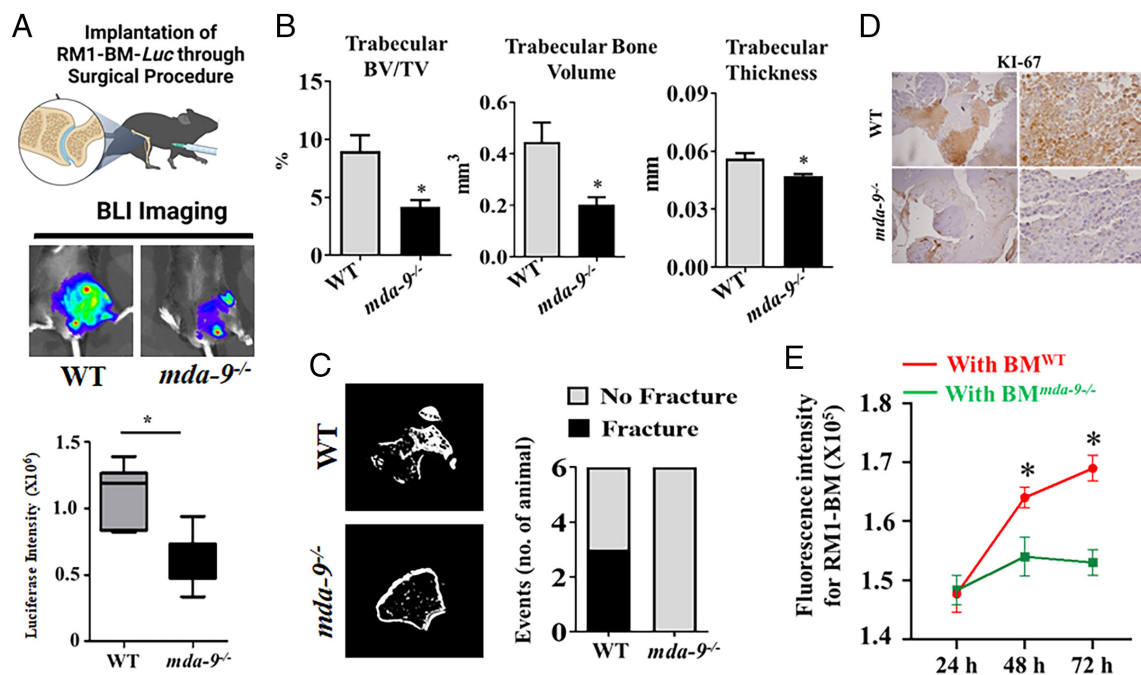 A
Implantation of
RM1-BM-Luc through
Surgical Procedure
BLI Imaging
WT
mda-9-/-
*
Luciferase Intensity (X10⁶)
1.5
1.0
0.5
0
WT
mda-9-/-
B
Trabecular
BV/TV
%
15
10
5
0
*
WT
mda-9-/-
Trabecular Bone
Volume
mm³
0.6
0.4
0.2
0.0
*
WT
mda-9-/-
Trabecular
Thickness
mm
0.09
0.06
0.03
0.00
*
WT
mda-9-/-
C
WT
mda-9-/-
No Fracture
Fracture
Events (no. of animal)
6
4
2
0
WT
mda-9-/-
D
KI-67
WT
mda-9-/-
E
With BMᵂᵀ
With BMmda-9-/-
Fluorescence intensity
for RM1-BM (X10⁵)
1.8
1.7
1.6
1.5
1.4
*
*
24 h 48 h 72 h